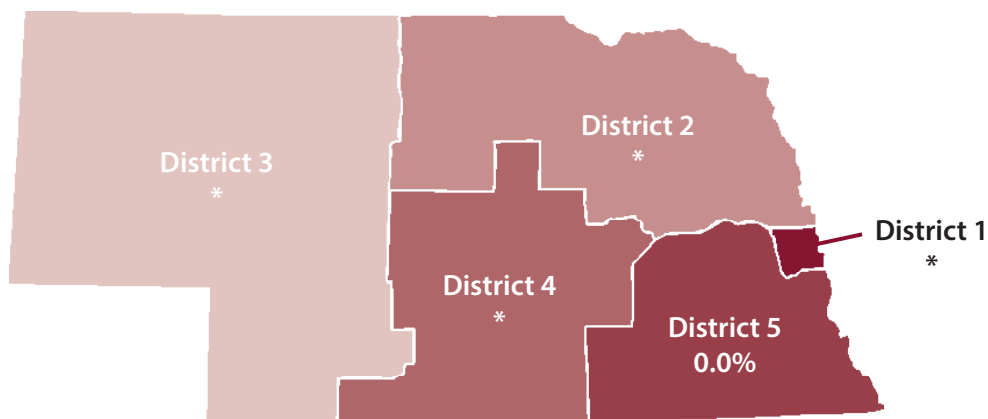 District 2
*
District 3
*
District 1
*
District 4
*
District 5
0.0%